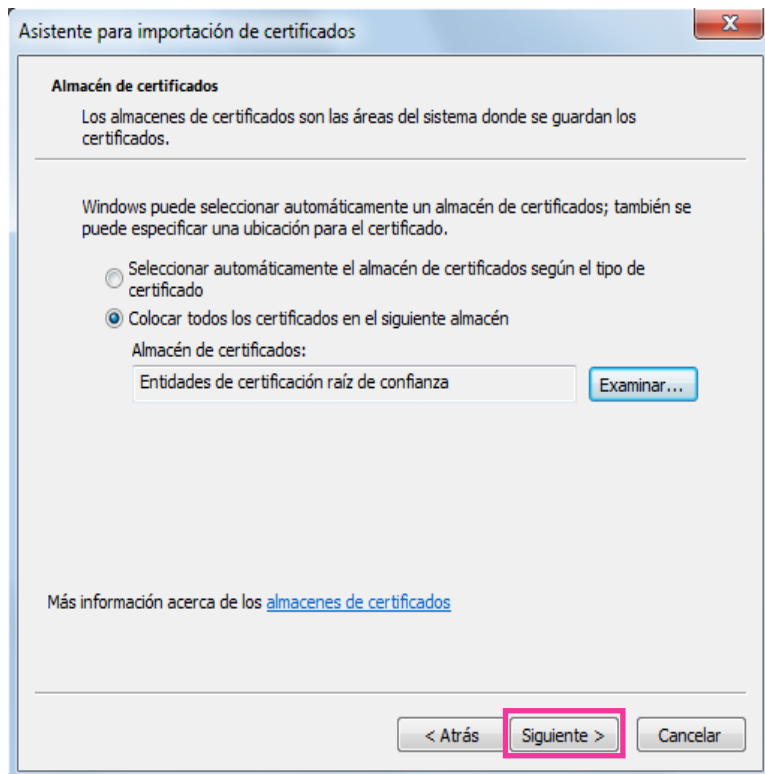 Asistente para importación de certificados
X
Almacén de certificados
Los almacenes de certificados son las áreas del sistema donde se guardan los
certificados.
Windows puede seleccionar automáticamente un almacén de certificados; también se
puede especificar una ubicación para el certificado.
Seleccionar automáticamente el almacén de certificados según el tipo de
certificado
Colocar todos los certificados en el siguiente almacén
Almacén de certificados:
Entidades de certificación raíz de confianza
Examinar...
Más información acerca de los almacenes de certificados
< Atrás
Siguiente >
Cancelar